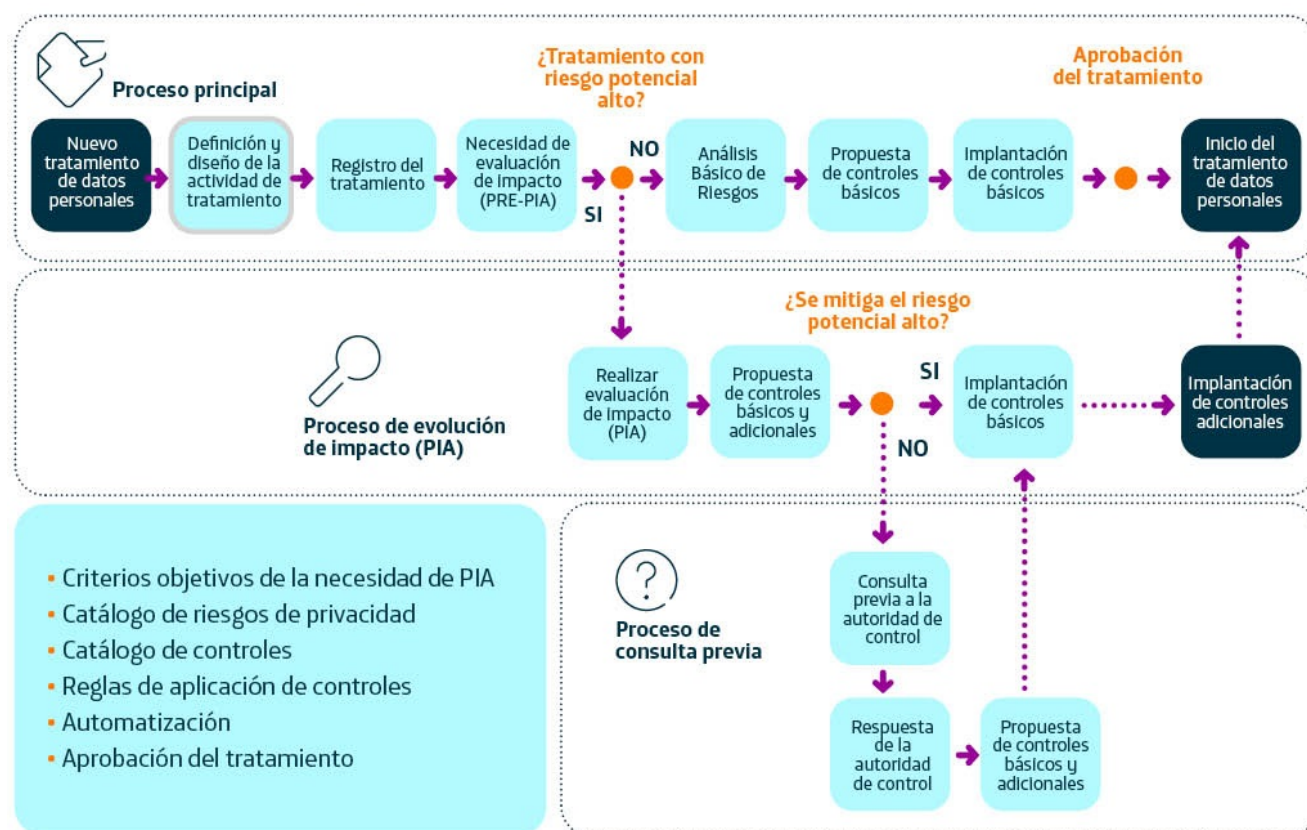 Proceso principal
¿Tratamiento con
riesgo potencial
alto?
Aprobación
del tratamiento
Nuevo
tratamiento
de datos
personales
Definición y
diseño de la
actividad de
tratamiento
Registro del
tratamiento
Necesidad de
evaluación de
impacto
(PRE-PIA)
NO
SI
Análisis
Básico de
Riesgos
Propuesta
de controles
básicos
Implantación
de controles
básicos
Inicio del
tratamiento
de datos
personales
¿Se mitiga el riesgo
potencial alto?
Proceso de evolución
de impacto (PIA)
Realizar
evaluación
de impacto
(PIA)
Propuesta
de controles
básicos y
adicionales
SI
NO
Implantación
de controles
básicos
Implantación
de controles
adicionales
• Criterios objetivos de la necesidad de PIA
• Catálogo de riesgos de privacidad
• Catálogo de controles
• Reglas de aplicación de controles
• Automatización
• Aprobación del tratamiento
?
Proceso de
consulta previa
Consulta
previa a la
autoridad de
control
Respuesta
de la
autoridad
de control
Propuesta
de controles
básicos y
adicionales